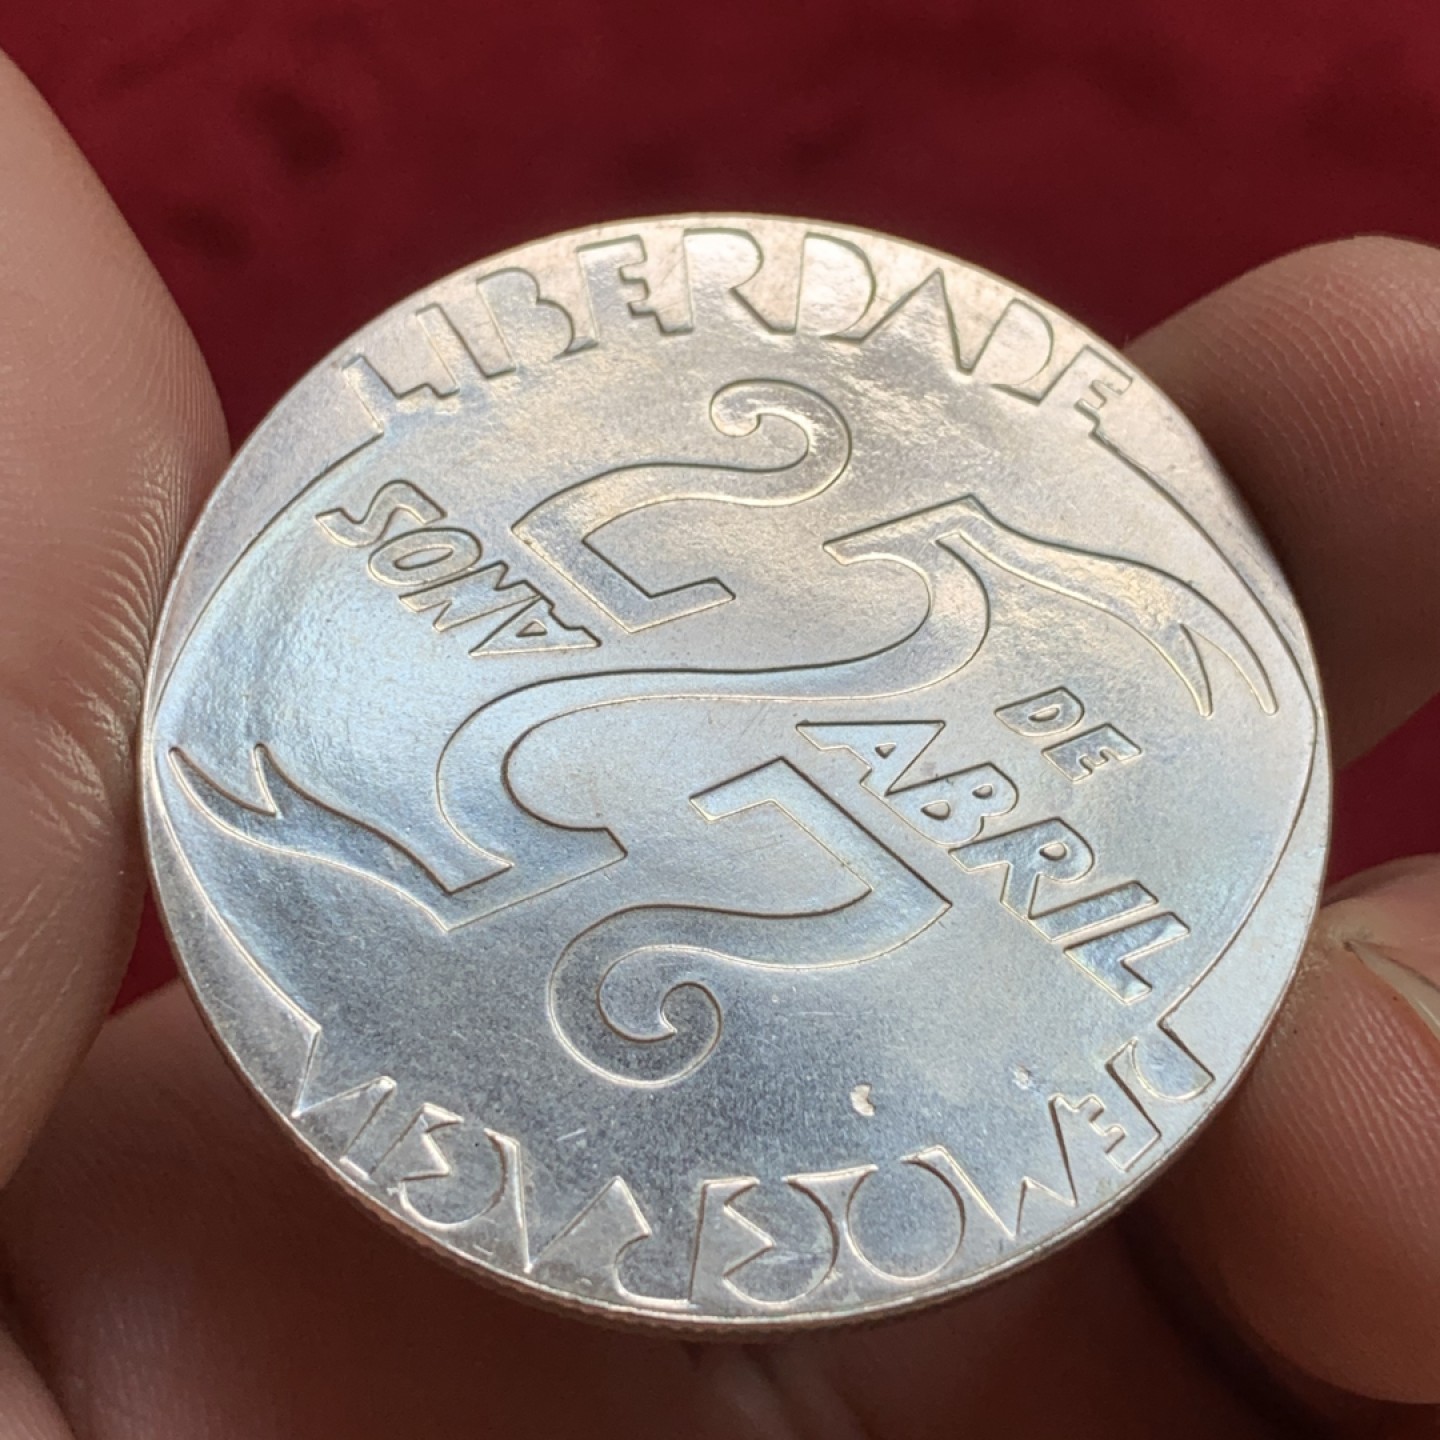 LIBERDADE
25
ANOS
DE
ABRIL
DEMOCRACIA